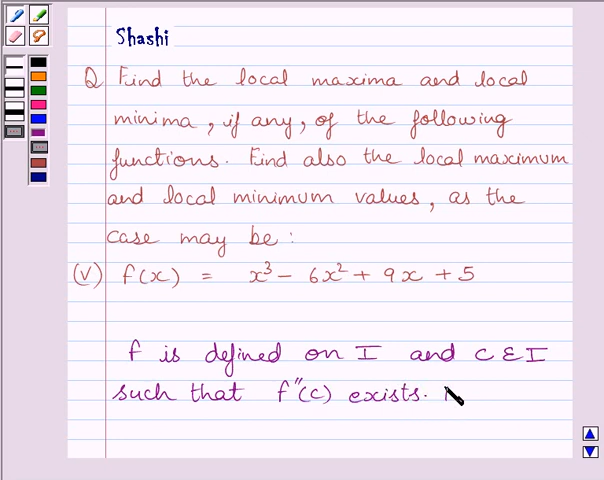 Shashi
Q Find the local maxima and local
minima, if any, of the following
functions. Find also the local maximum
and local minimum values, as the
case may be:
(V) f(x) = x³ - 6x² + 9x + 5
f is defined on I and c ε I
such that f"(c) exists.